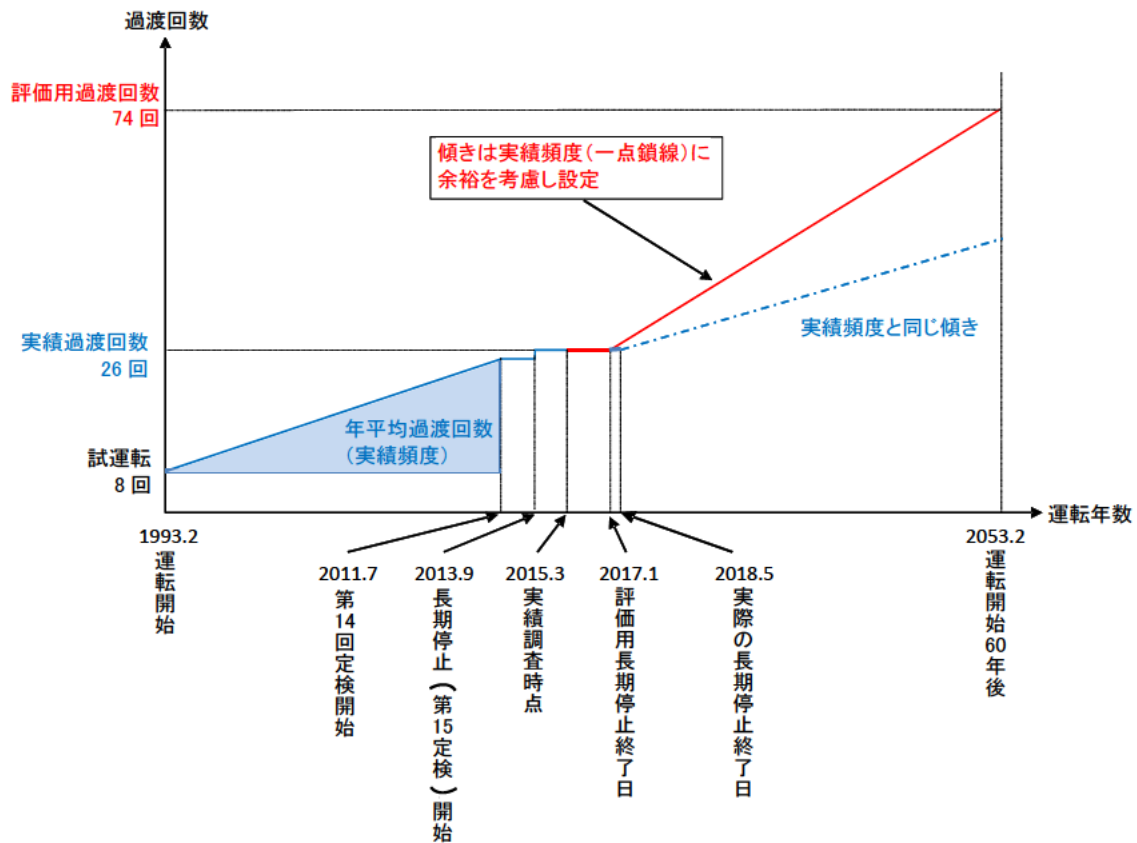 過渡回数
評価用過渡回数
74 回
傾きは実績頻度(一点鎖線)に
余裕を考慮し設定
実績過渡回数
26 回
実績頻度と同じ傾き
年平均過渡回数
(実績頻度)
試運転
8 回
運転年数
1993.2
運転開始
2011.7
第14回定検開始
2013.9
長期停止(第15定検)開始
2015.3
実績調査時点
2017.1
評価用長期停止終了日
2018.5
実際の長期停止終了日
2053.2
運転開始60年後